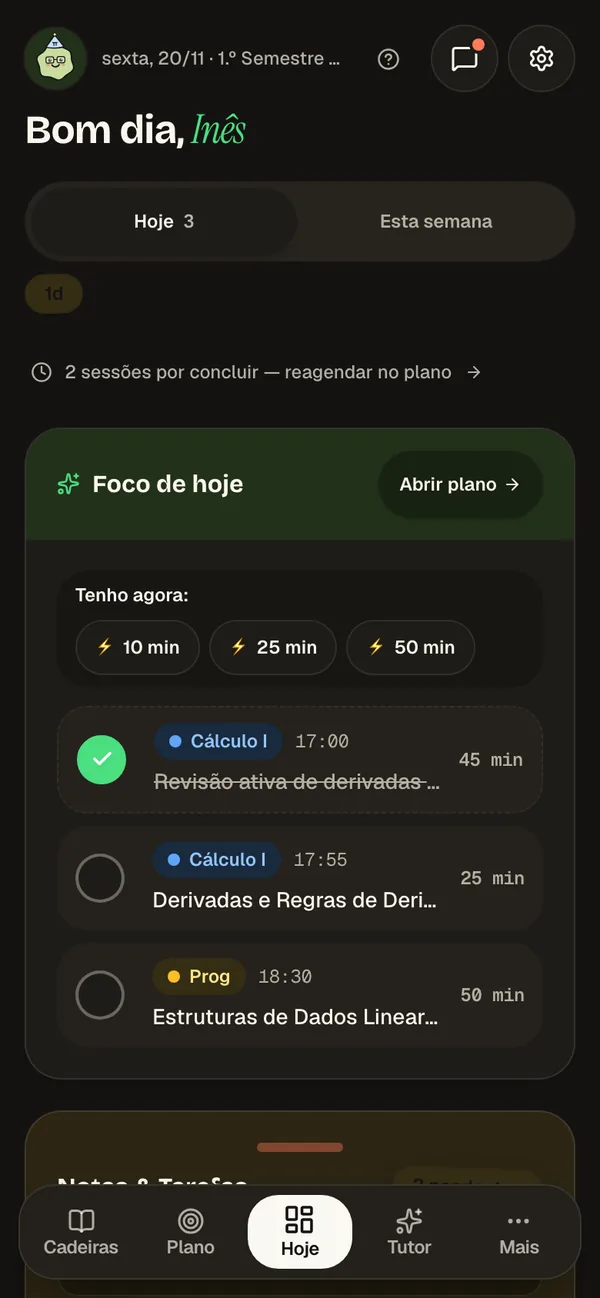 sexta, 20/11 · 1.º Semestre ...
Bom dia, Inês
Hoje 3
Esta semana
1d
2 sessões por concluir — reagendar no plano →
Foco de hoje
Abrir plano →
Tenho agora:
10 min
25 min
50 min
Cálculo I 17:00
Revisão ativa de derivadas ...
45 min
Cálculo I 17:55
Derivadas e Regras de Deri...
25 min
Prog 18:30
Estruturas de Dados Linear...
50 min
Notas & Tarefas
Cadeiras
Plano
Hoje
Tutor
Mais